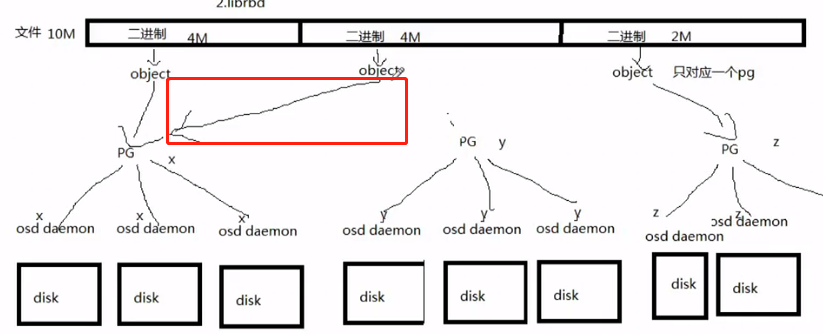 2.librbd
文件 10M 二进制 4M 二进制 4M 二进制 2M
object object object 只对应一个pg
PG x PG y PG z
x x x y y y z z
osd daemon osd daemon osd daemon osd daemon osd daemon osd daemon osd daemon osd daemon
disk disk disk disk disk disk disk disk